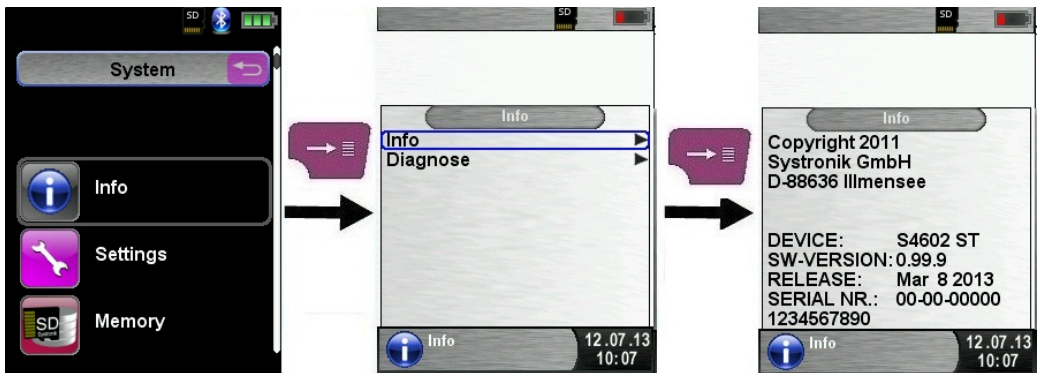 SD
System
Info
Settings
SD
Memory
SD
Info
Info
Diagnose
Info
12.07.13
10:07
SD
Info
Copyright 2011
Systronik GmbH
D-88636 Illmensee
DEVICE: S4602 ST
SW-VERSION: 0.99.9
RELEASE: Mar 8 2013
SERIAL NR.: 00-00-00000
1234567890
Info
12.07.13
10:07